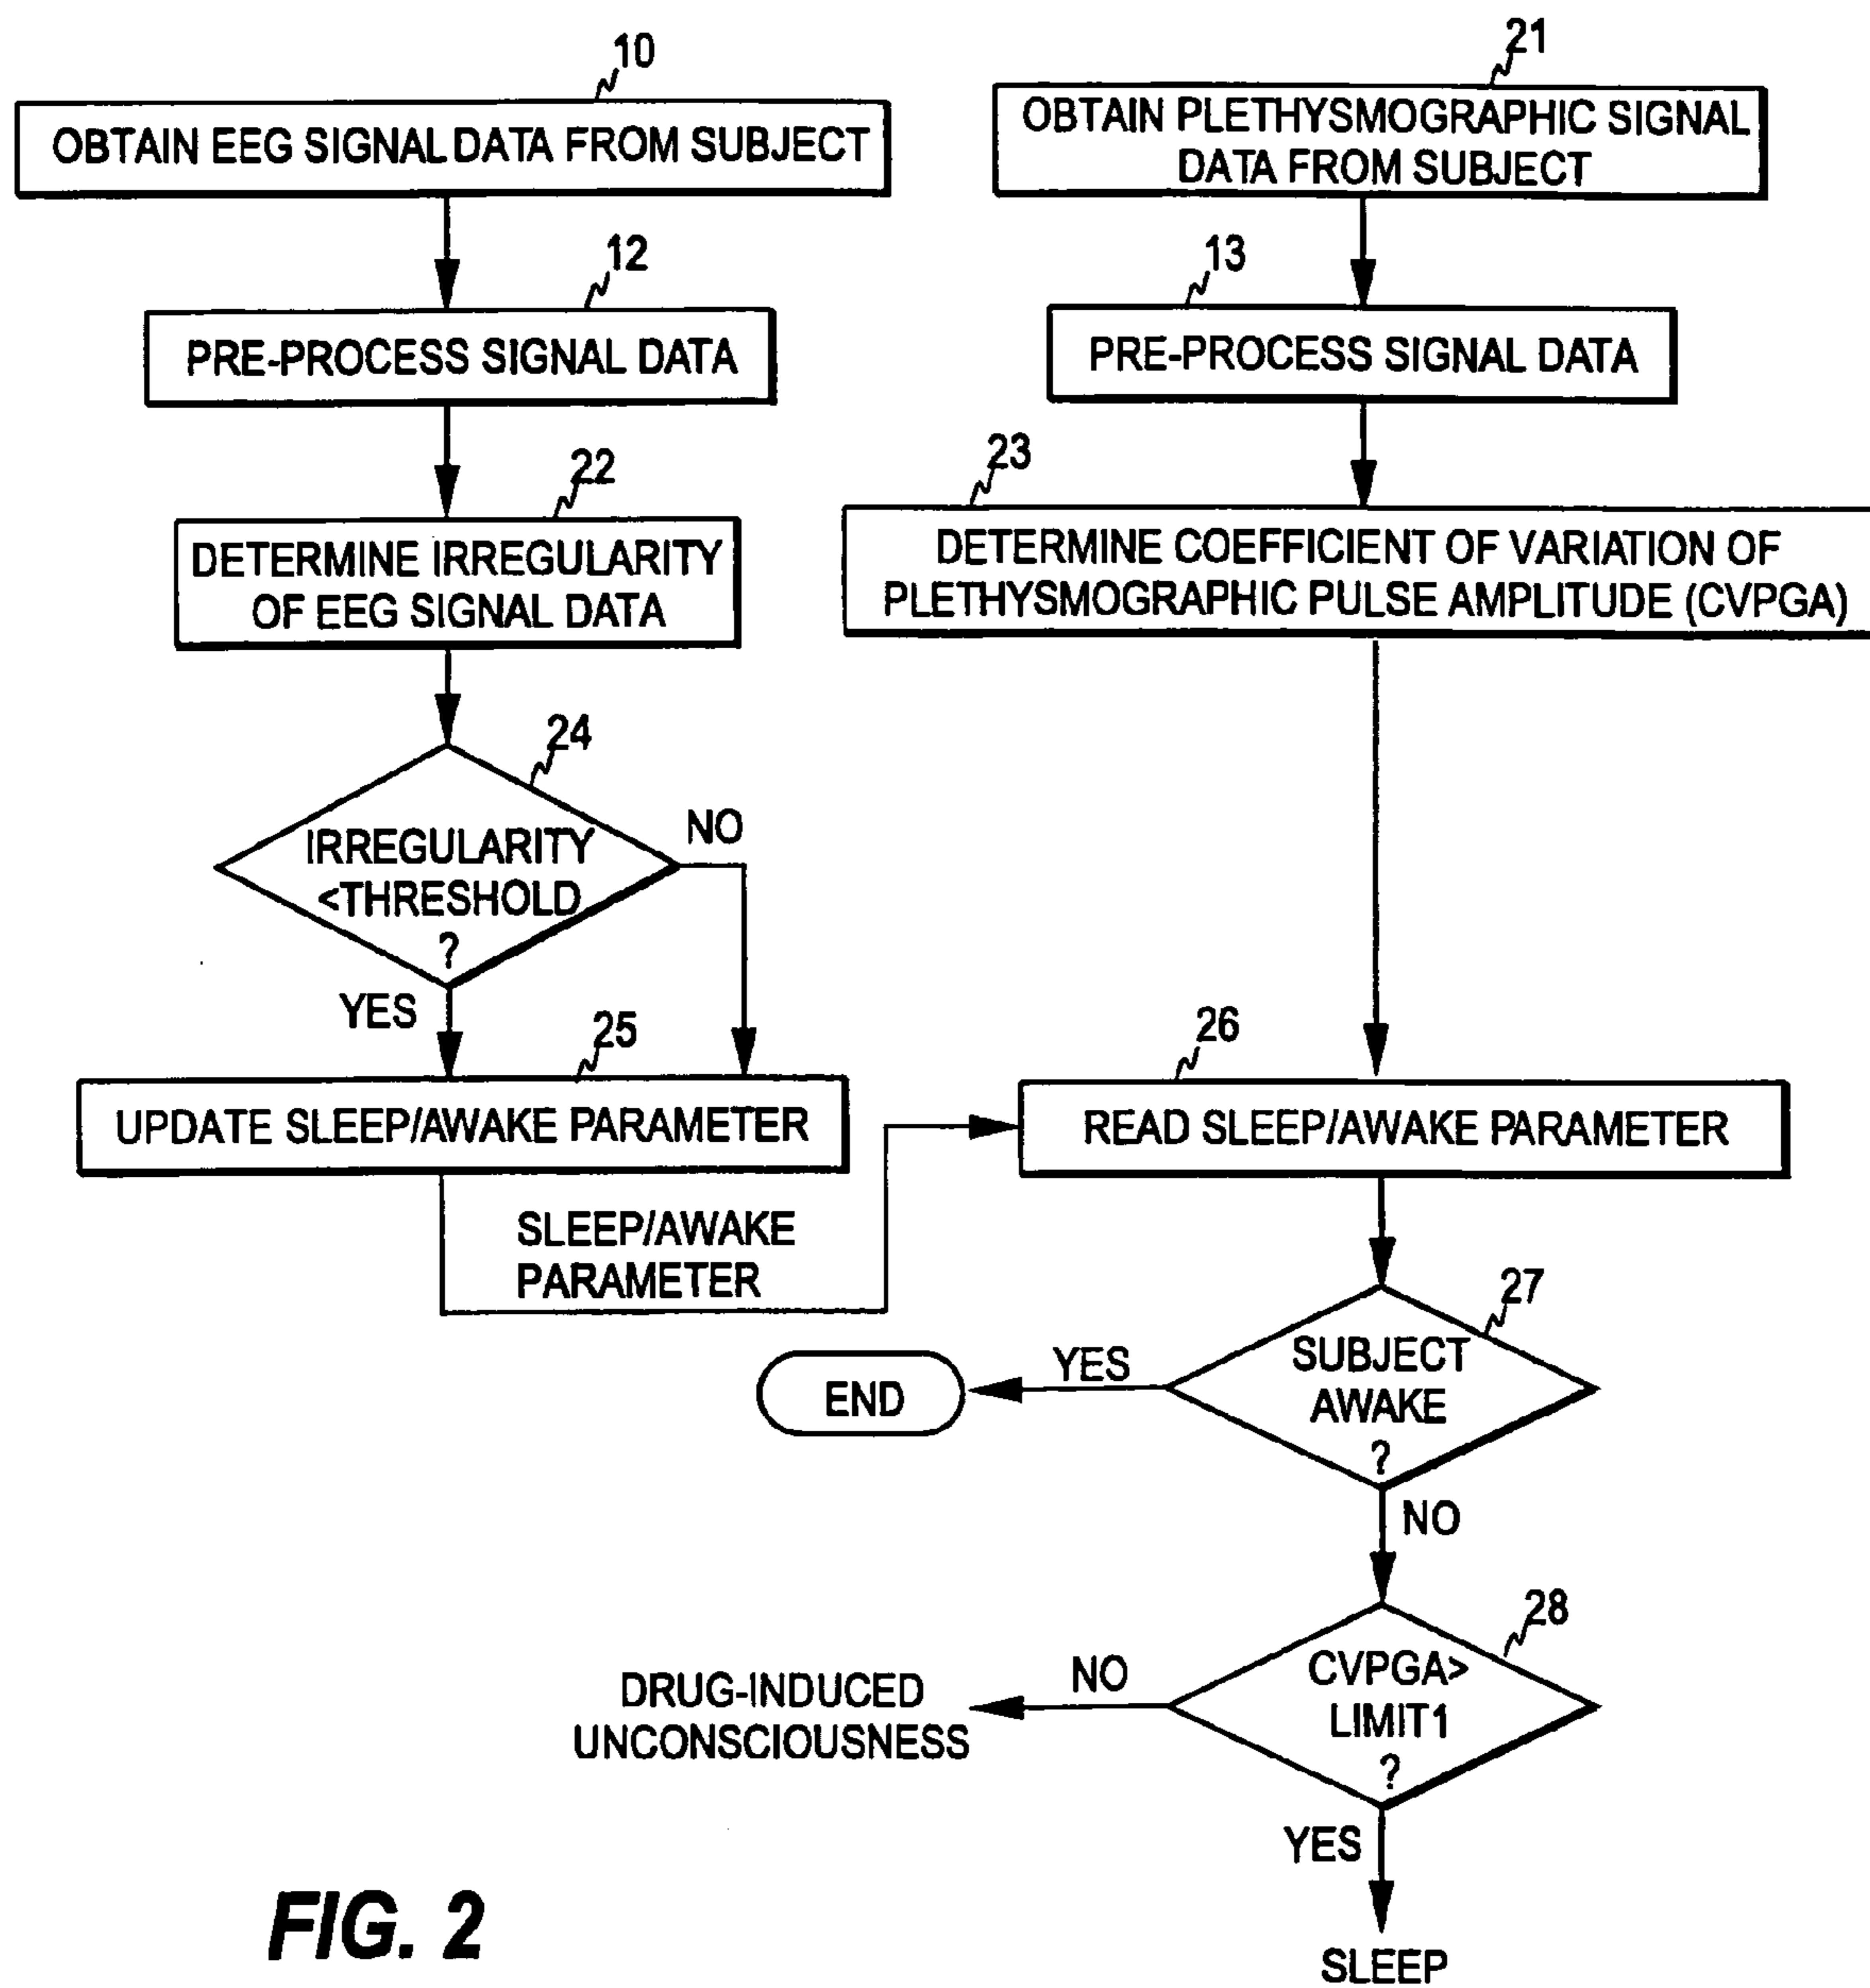 10
OBTAIN EEG SIGNAL DATA FROM SUBJECT
12
PRE-PROCESS SIGNAL DATA
22
DETERMINE IRREGULARITY
OF EEG SIGNAL DATA
24
IRREGULARITY
<THRESHOLD
?
NO
YES
25
UPDATE SLEEP/AWAKE PARAMETER
SLEEP/AWAKE
PARAMETER
21
OBTAIN PLETHYSMOGRAPHIC SIGNAL
DATA FROM SUBJECT
13
PRE-PROCESS SIGNAL DATA
23
DETERMINE COEFFICIENT OF VARIATION OF
PLETHYSMOGRAPHIC PULSE AMPLITUDE (CVPGA)
26
READ SLEEP/AWAKE PARAMETER
27
SUBJECT
AWAKE
?
YES
END
NO
28
CVPGA>
LIMIT1
?
NO
DRUG-INDUCED
UNCONSCIOUSNESS
YES
SLEEP
FIG. 2